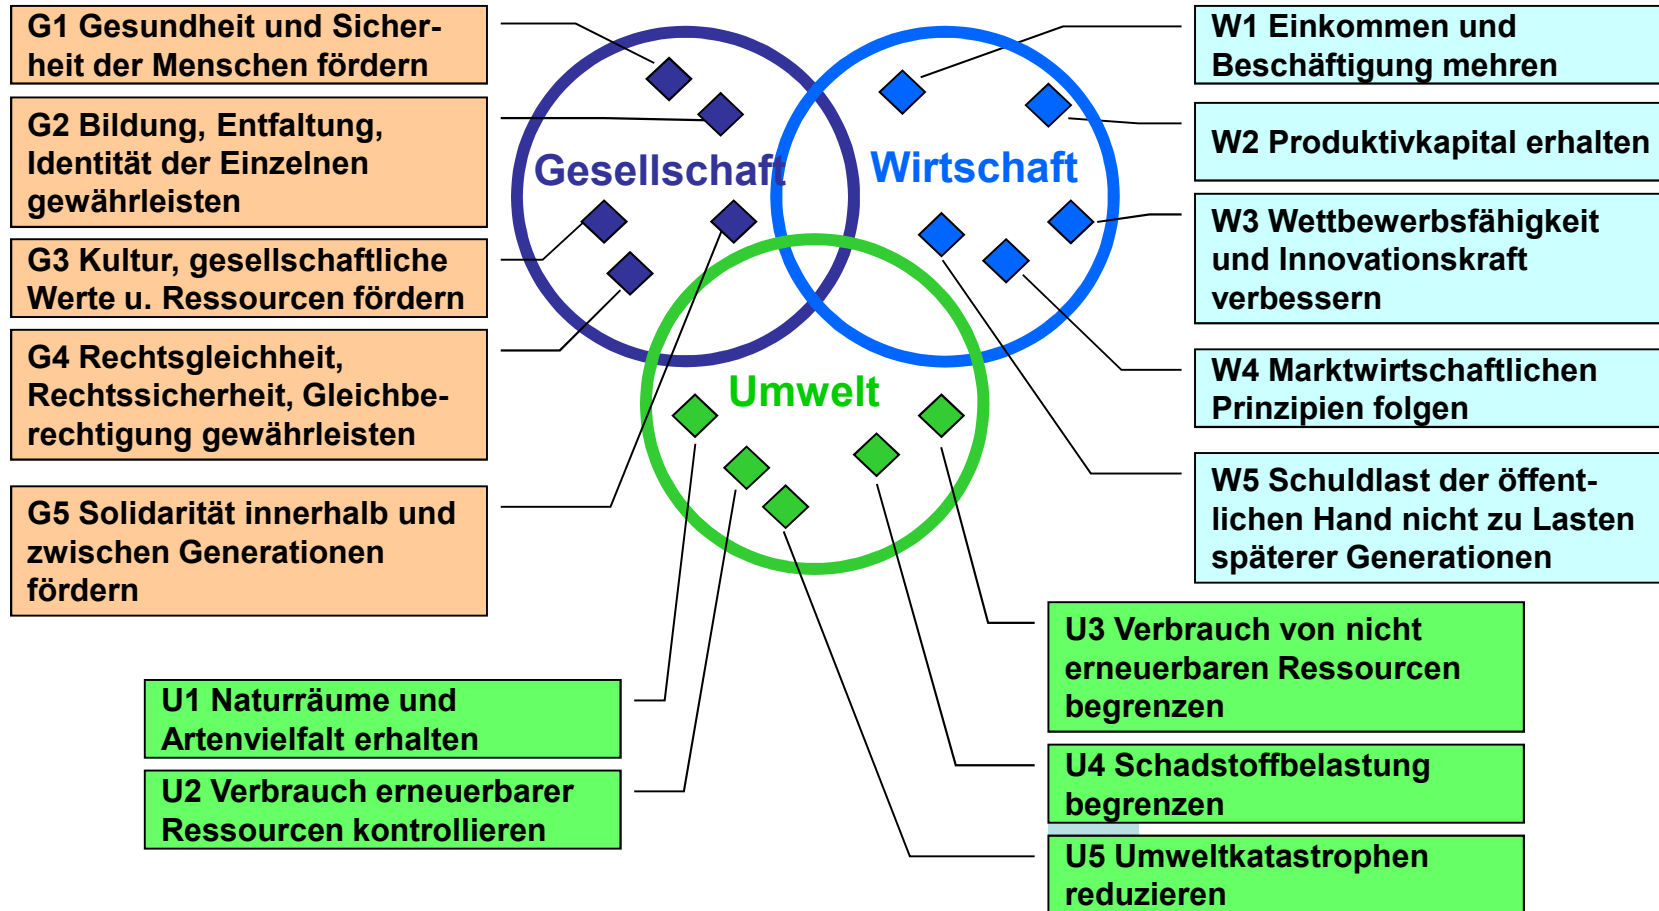 G1 Gesundheit und Sicher-
heit der Menschen fördern
G2 Bildung, Entfaltung,
Identität der Einzelnen
gewährleisten
G3 Kultur, gesellschaftliche
Werte u. Ressourcen fördern
G4 Rechtsgleichheit,
Rechtssicherheit, Gleichbe-
rechtigung gewährleisten
G5 Solidarität innerhalb und
zwischen Generationen
fördern
Gesellschaft
Wirtschaft
Umwelt
W1 Einkommen und
Beschäftigung mehren
W2 Produktivkapital erhalten
W3 Wettbewerbsfähigkeit
und Innovationskraft
verbessern
W4 Marktwirtschaftlichen
Prinzipien folgen
W5 Schuldlast der öffent-
lichen Hand nicht zu Lasten
späterer Generationen
U1 Naturräume und
Artenvielfalt erhalten
U2 Verbrauch erneuerbarer
Ressourcen kontrollieren
U3 Verbrauch von nicht
erneuerbaren Ressourcen
begrenzen
U4 Schadstoffbelastung
begrenzen
U5 Umweltkatastrophen
reduzieren